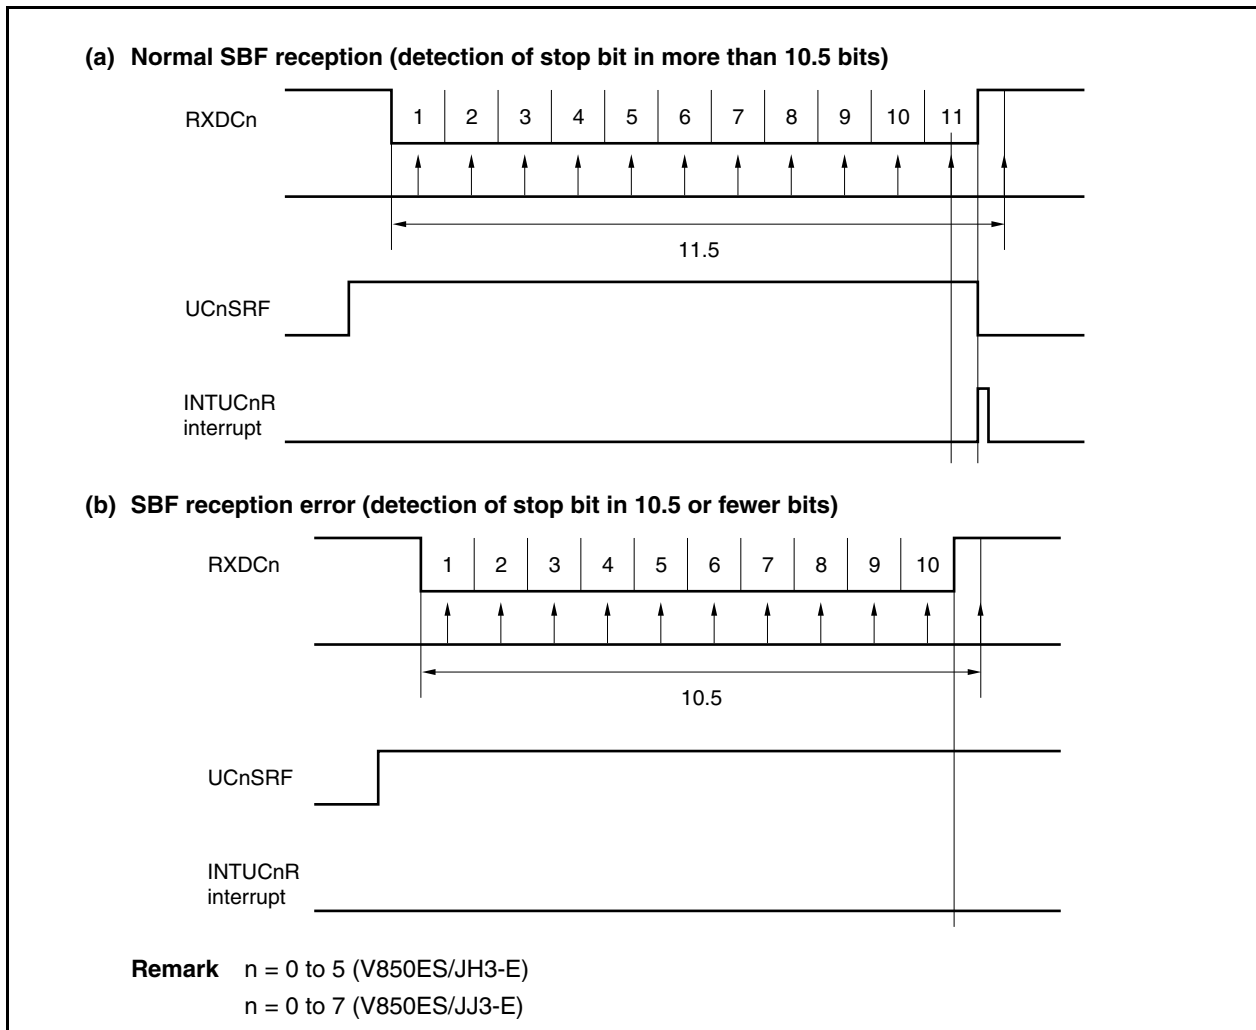 (a) Normal SBF reception (detection of stop bit in more than 10.5 bits)
RXDCn
1 2 3 4 5 6 7 8 9 10 11
11.5
UCnSRF
INTUCnR
interrupt
(b) SBF reception error (detection of stop bit in 10.5 or fewer bits)
RXDCn
1 2 3 4 5 6 7 8 9 10
10.5
UCnSRF
INTUCnR
interrupt
Remark n = 0 to 5 (V850ES/JH3-E)
n = 0 to 7 (V850ES/JJ3-E)